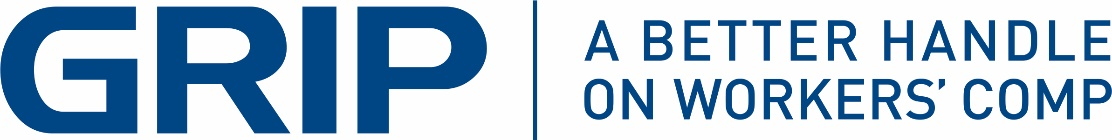 GRIP
A BETTER HANDLE
ON WORKERS' COMP